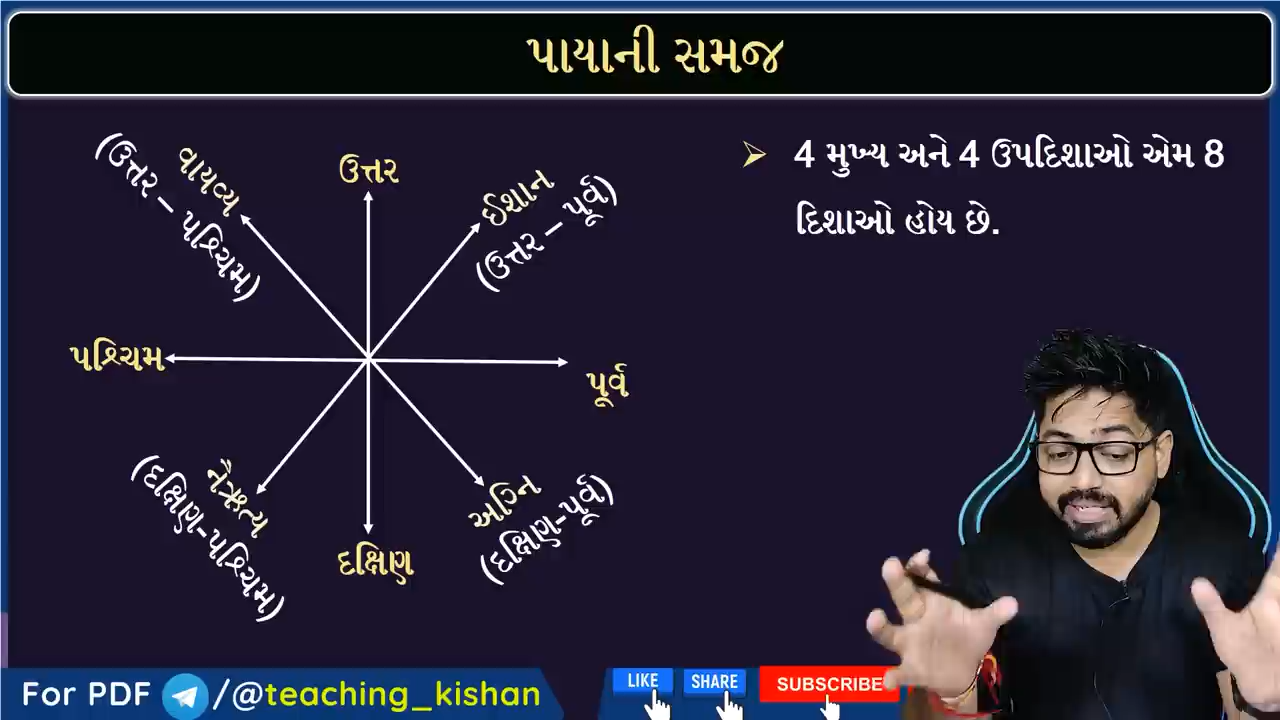 પાયાની સમજ
વાયવ્ય
(ઉત્તર – પશ્ચિમ)
ઉત્તર
ઈશાન
(ઉત્તર – પૂર્વ)
પશ્ચિમ
પૂર્વ
નૈઋત્ય
(દક્ષિણ-પશ્ચિમ)
દક્ષિણ
અગ્નિ
(દક્ષિણ-પૂર્વ)
➢ 4 મુખ્ય અને 4 ઉપદિશાઓ એમ 8
દિશાઓ હોય છે.
For PDF /@teaching_kishan
LIKE
SHARE
SUBSCRIBE